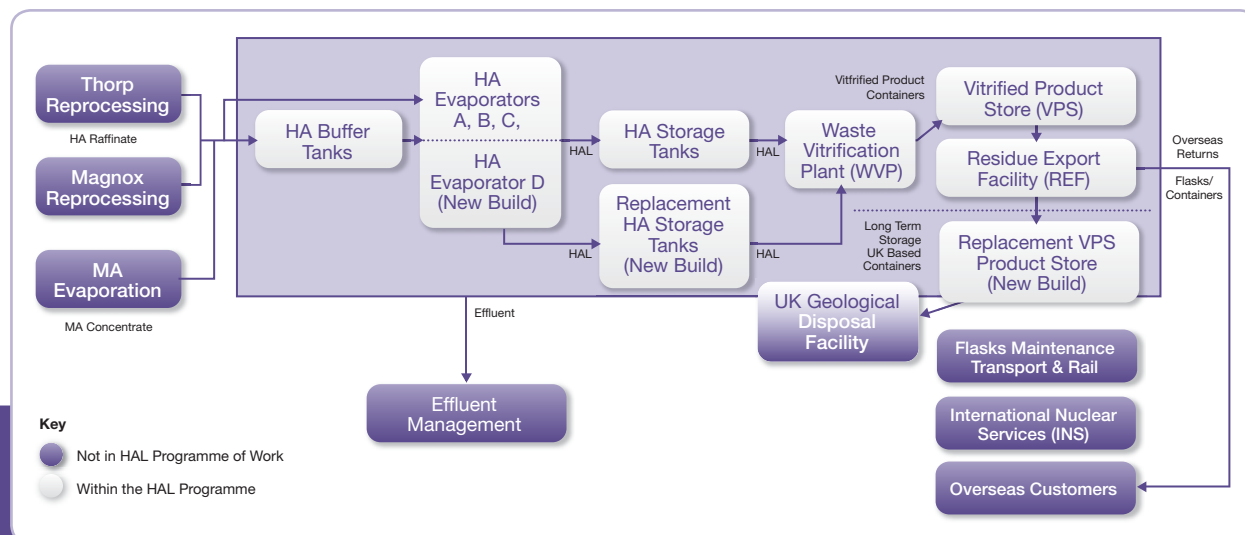 Thorp
Reprocessing
HA Raffinate
Magnox
Reprocessing
MA
Evaporation
MA Concentrate
HA Buffer
Tanks
HA
Evaporators
A, B, C,
HA
Evaporator D
(New Build)
HAL
HAL
HA Storage
Tanks
Replacement
HA Storage
Tanks
(New Build)
HAL
HAL
Waste
Vitrification
Plant (WVP)
Vitfrified Product
Containers
Vitrified Product
Store (VPS)
Residue Export
Facility (REF)
Overseas
Returns
Flasks/
Containers
Long Term
Storage
UK Based
Containers
Replacement VPS
Product Store
(New Build)
UK Geological
Disposal
Facility
Effluent
Effluent
Management
Flasks Maintenance
Transport & Rail
International Nuclear
Services (INS)
Overseas Customers
Key
Not in HAL Programme of Work
Within the HAL Programme